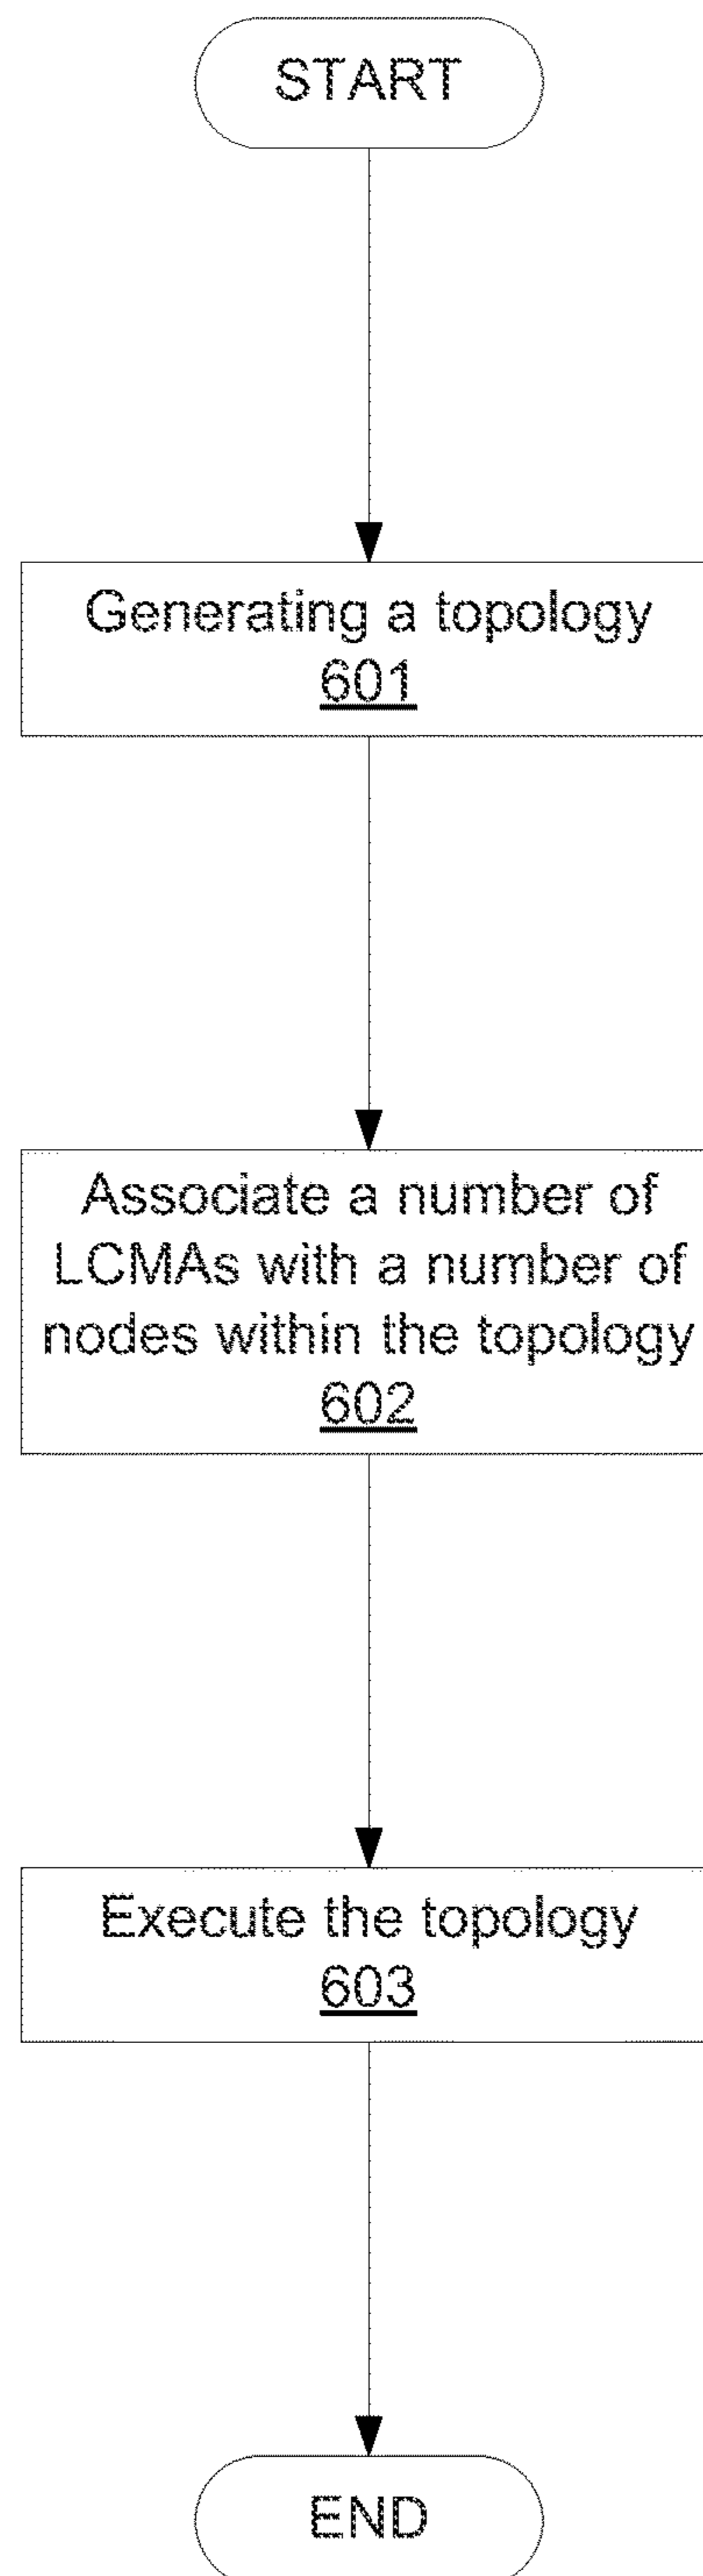 START
Generating a topology
601
Associate a number of
LCMAs with a number of
nodes within the topology
602
Execute the topology
603
END